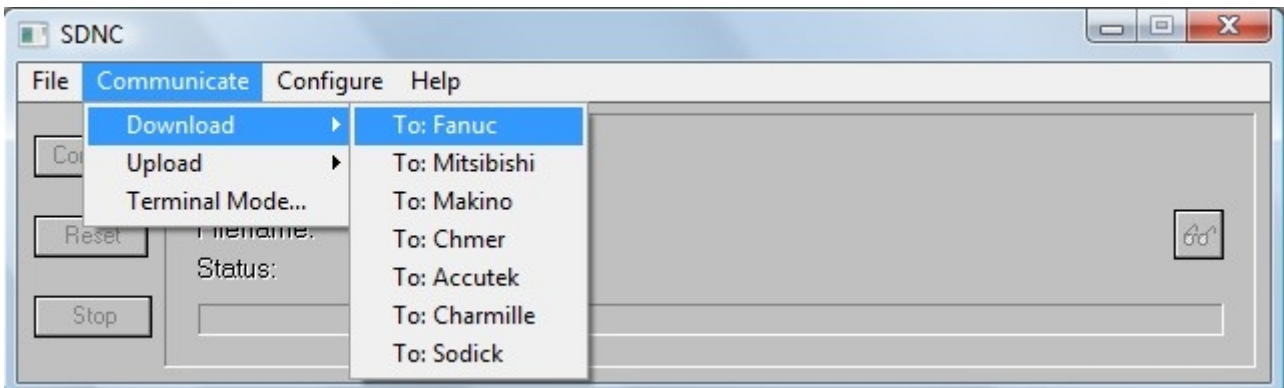 SDNC
File Communicate Configure Help
Download To: Fanuc
Upload To: Mitsibishi
Terminal Mode... To: Makino
Reset Filename: To: Chmer
Status: To: Accutek
Stop To: Charmille
To: Sodick